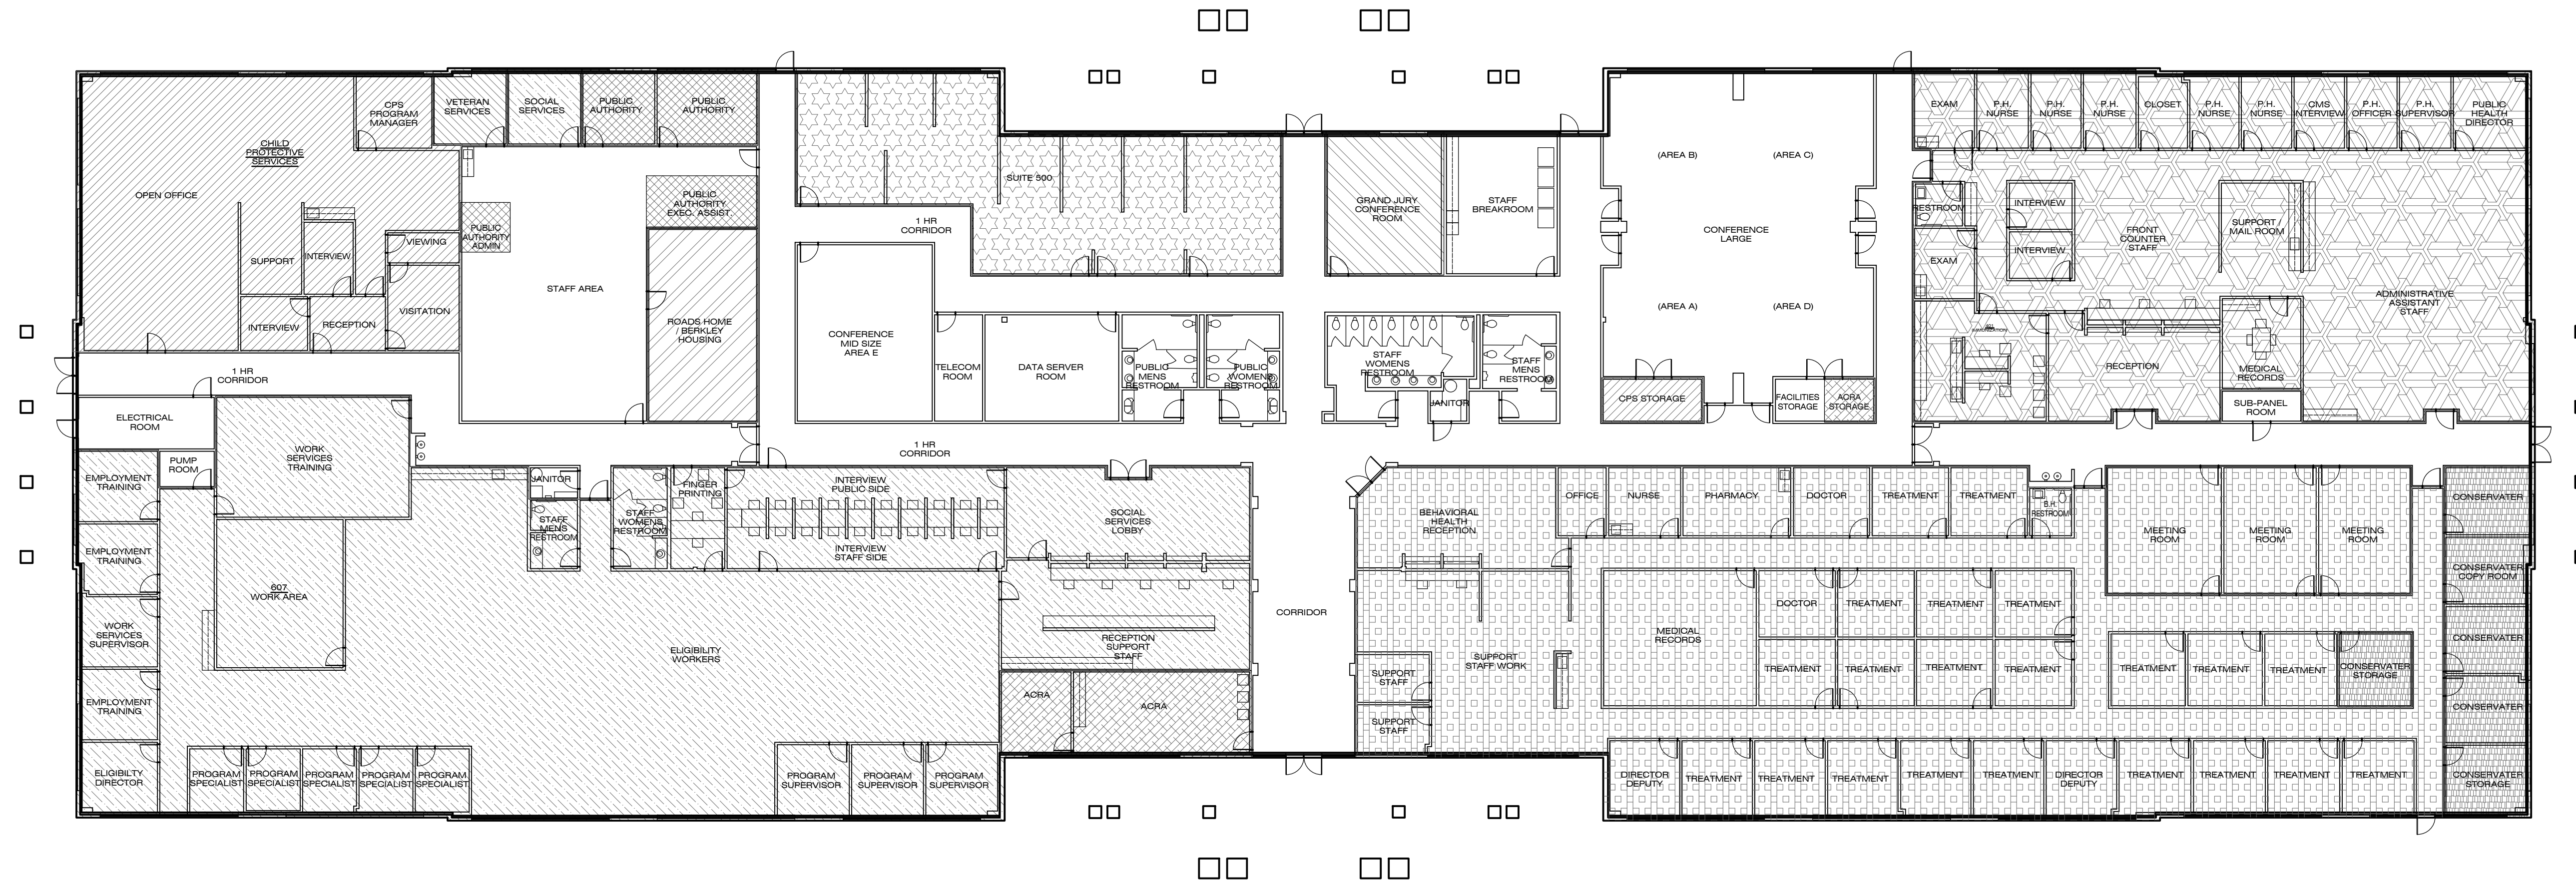 CHILD
PROTECTIVE
SERVICES
OPEN OFFICE
CPS
PROGRAM
MANAGER
VETERAN
SERVICES
SOCIAL
SERVICES
PUBLIC
AUTHORITY
PUBLIC
AUTHORITY
SUPPORT
INTERVIEW
VIEWING
VISITATION
INTERVIEW
RECEPTION
PUBLIC
AUTHORITY
ADMIN
PUBLIC
AUTHORITY
EXEC. ASSIST.
STAFF AREA
ROADS HOME
/ BERKLEY
HOUSING
1 HR
CORRIDOR
SUITE 500
1 HR
CORRIDOR
CONFERENCE
MID SIZE
AREA E
TELECOM
ROOM
DATA SERVER
ROOM
PUBLIC
MENS
RESTROOM
PUBLIC
WOMENS
RESTROOM
GRAND JURY
CONFERENCE
ROOM
STAFF
BREAKROOM
STAFF
WOMENS
RESTROOM
STAFF
MENS
RESTROOM
JANITOR
(AREA B)
(AREA C)
CONFERENCE
LARGE
(AREA A)
(AREA D)
CPS STORAGE
FACILITIES
STORAGE
ACRA
STORAGE
EXAM
P.H.
NURSE
P.H.
NURSE
P.H.
NURSE
CLOSET
P.H.
NURSE
P.H.
NURSE
CMS
INTERVIEW
P.H.
OFFICER
P.H.
SUPERVISOR
PUBLIC
HEALTH
DIRECTOR
RESTROOM
EXAM
INTERVIEW
INTERVIEW
FRONT
COUNTER
STAFF
SUPPORT /
MAIL ROOM
ADMINISTRATIVE
ASSISTANT
STAFF
RECEPTION
MEDICAL
RECORDS
SUB-PANEL
ROOM
ELECTRICAL
ROOM
PUMP
ROOM
WORK
SERVICES
TRAINING
EMPLOYMENT
TRAINING
EMPLOYMENT
TRAINING
WORK
SERVICES
SUPERVISOR
EMPLOYMENT
TRAINING
ELIGIBILTY
DIRECTOR
607
WORK AREA
PROGRAM
SPECIALIST
PROGRAM
SPECIALIST
PROGRAM
SPECIALIST
PROGRAM
SPECIALIST
PROGRAM
SPECIALIST
JANITOR
STAFF
MENS
RESTROOM
STAFF
WOMENS
RESTROOM
FINGER
PRINTING
1 HR
CORRIDOR
INTERVIEW
PUBLIC SIDE
INTERVIEW
STAFF SIDE
SOCIAL
SERVICES
LOBBY
ELIGIBILITY
WORKERS
RECEPTION
SUPPORT
STAFF
ACRA
ACRA
PROGRAM
SUPERVISOR
PROGRAM
SUPERVISOR
PROGRAM
SUPERVISOR
CORRIDOR
BEHAVIORAL
HEALTH
RECEPTION
OFFICE
NURSE
PHARMACY
DOCTOR
TREATMENT
TREATMENT
B.H.
RESTROOM
MEETING
ROOM
MEETING
ROOM
MEETING
ROOM
CONSERVATER
CONSERVATER
COPY ROOM
CONSERVATER
CONSERVATER
CONSERVATER
STORAGE
SUPPORT
STAFF WORK
SUPPORT
STAFF
SUPPORT
STAFF
MEDICAL
RECORDS
DOCTOR
TREATMENT
TREATMENT
TREATMENT
TREATMENT
TREATMENT
TREATMENT
TREATMENT
TREATMENT
TREATMENT
TREATMENT
CONSERVATER
STORAGE
DIRECTOR
DEPUTY
TREATMENT
TREATMENT
TREATMENT
TREATMENT
TREATMENT
DIRECTOR
DEPUTY
TREATMENT
TREATMENT
TREATMENT
TREATMENT